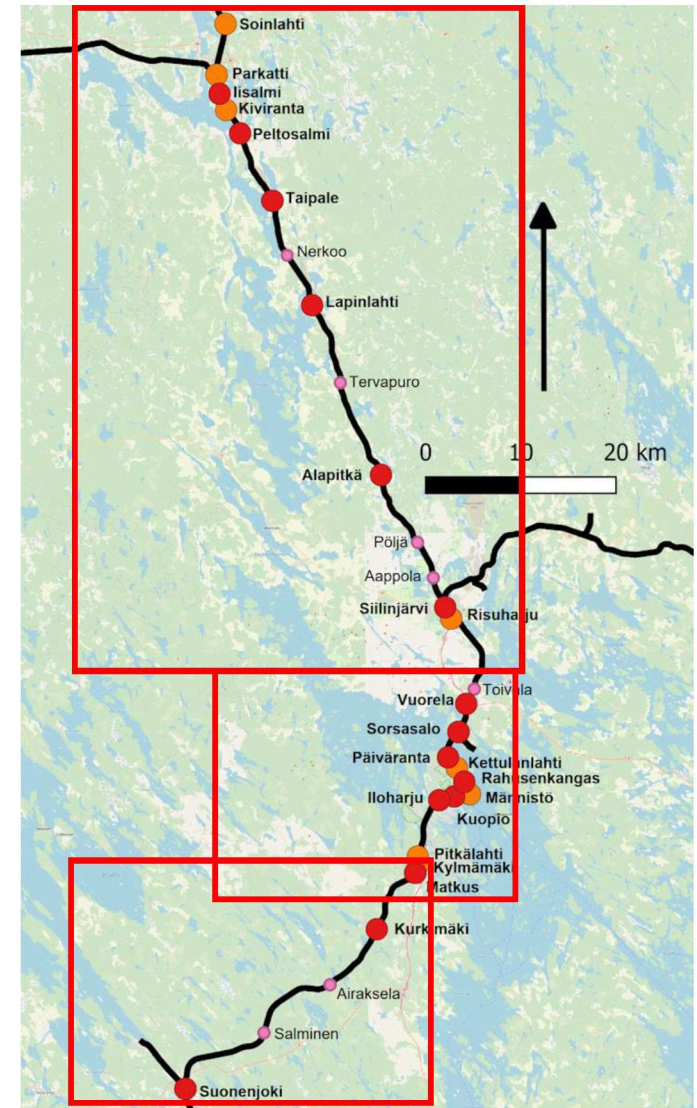 Soinlahti
Parkatti
Iisalmi
Kiviranta
Peltosalmi
Taipale
Nerkoo
Lapinlahti
Tervapuro
0 10 20 km
Alapitkä
Pöljä
Aappola
Siilinjärvi
Risuharju
Toivala
Vuorela
Sorsasalo
Päiväranta
Kettulanlahti
Rahusenkangas
Iloharju
Männistö
Kuopio
Pitkälahti
Kylmämäki
Matkus
Kurkimäki
Airaksela
Salminen
Suonenjoki